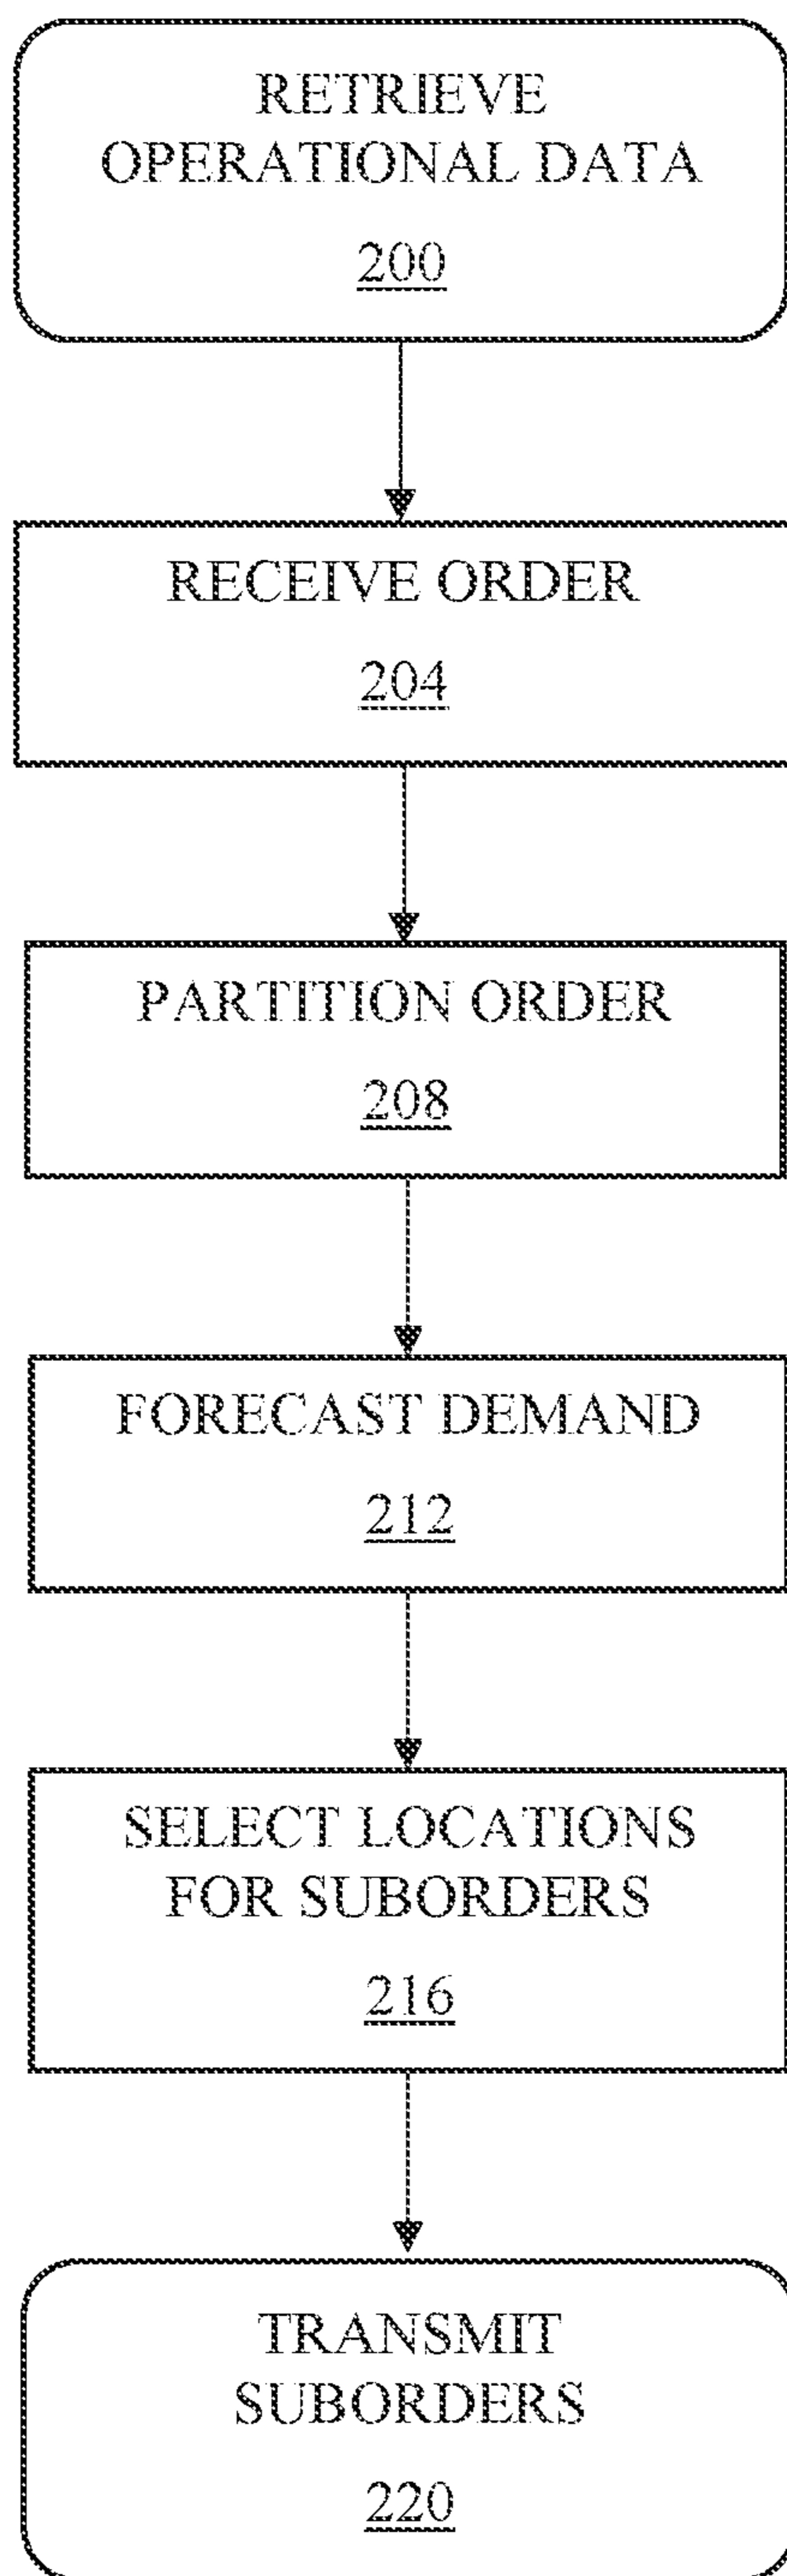 RETRIEVE
OPERATIONAL DATA
200
RECEIVE ORDER
204
PARTITION ORDER
208
FORECAST DEMAND
212
SELECT LOCATIONS
FOR SUBORDERS
216
TRANSMIT
SUBORDERS
220